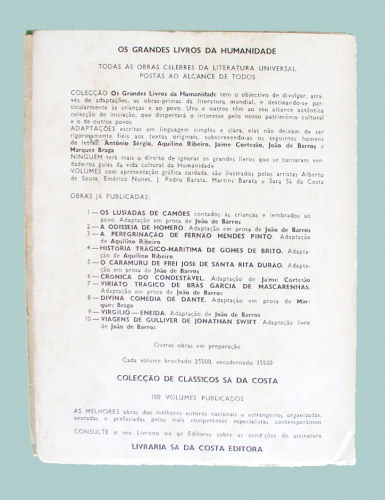 OS GRANDES LIVROS DA HUMANIDADE
TODAS AS OBRAS CÉLEBRES DA LITERATURA UNIVERSAL
POSTAS AO ALCANCE DE TODOS
COLECÇÃO Os Grandes Livros da Humanidade tem o objectivo de divulgar, atra-
vés de adaptações, as obras-primas da literatura mundial, e destinando-se par-
ticularmente às crianças e ao povo. Uns e outros têm ao seu alcance autêntica
colecção de iniciação, que despertará o interesse pelo nosso património cultural
e o de outros povos.
ADAPTAÇÕES escritas em linguagem simples e clara, elas não deixam de ser
rigorosamente fiéis aos textos originais, subscrevendo-as os seguintes homens
de letras: António Sérgio, Aquilino Ribeiro, Jaime Cortesão, João de Barros e
Marques Braga
NINGUÉM terá mais o direito de ignorar os grandes livros que se tornaram ver-
dadeiros guias da vida cultural da Humanidade
VOLUMES com apresentação gráfica cuidada, são ilustrados pelos artistas Alberto
de Sousa, Emérico Nunes, J. Pedro Barata, Martins Barata e Sara Sá da Costa
OBRAS JÁ PUBLICADAS:
1 — OS LUSÍADAS DE CAMÕES contados às crianças e lembrados ao
povo. Adaptação em prosa de João de Barros
2 — A ODISSEIA DE HOMERO. Adaptação em prosa de João de Barros
3 — A PEREGRINAÇÃO DE FERNÃO MENDES PINTO. Adaptação
de Aquilino Ribeiro
4 — HISTÓRIA TRÁGICO-MARÍTIMA DE GOMES DE BRITO. Adapta-
ção de Aquilino Ribeiro
5 — O CARAMURU DE FREI JOSÉ DE SANTA RITA DURÃO. Adapta-
ção em prosa de João de Barros
6 — CRÓNICA DO CONDESTÁVEL. Adaptação de Jaime Cortesão
7 — VIRIATO TRÁGICO DE BRÁS GARCIA DE MASCARENHAS.
Adaptação em prosa de João de Barros
8 — DIVINA COMÉDIA DE DANTE. Adaptação em prosa de Mar-
ques Braga
9 — VIRGÍLIO — ENEIDA. Adaptação em prosa de João de Barros
10 — VIAGENS DE GULLIVER DE JONATHAN SWIFT. Adaptação livre
de João de Barros
Outras obras em preparação
Cada volume brochado 25$00, encadernado 35$00
COLECÇÃO DE CLÁSSICOS SÁ DA COSTA
100 VOLUMES PUBLICADOS
AS MELHORES obras dos melhores autores nacionais e estrangeiros organizadas,
anotadas e prefaciadas pelos mais competentes especialistas contemporâneos
CONSULTE o seu Livreiro ou os Editores sobre as condições de assinatura
LIVRARIA SÁ DA COSTA EDITORA